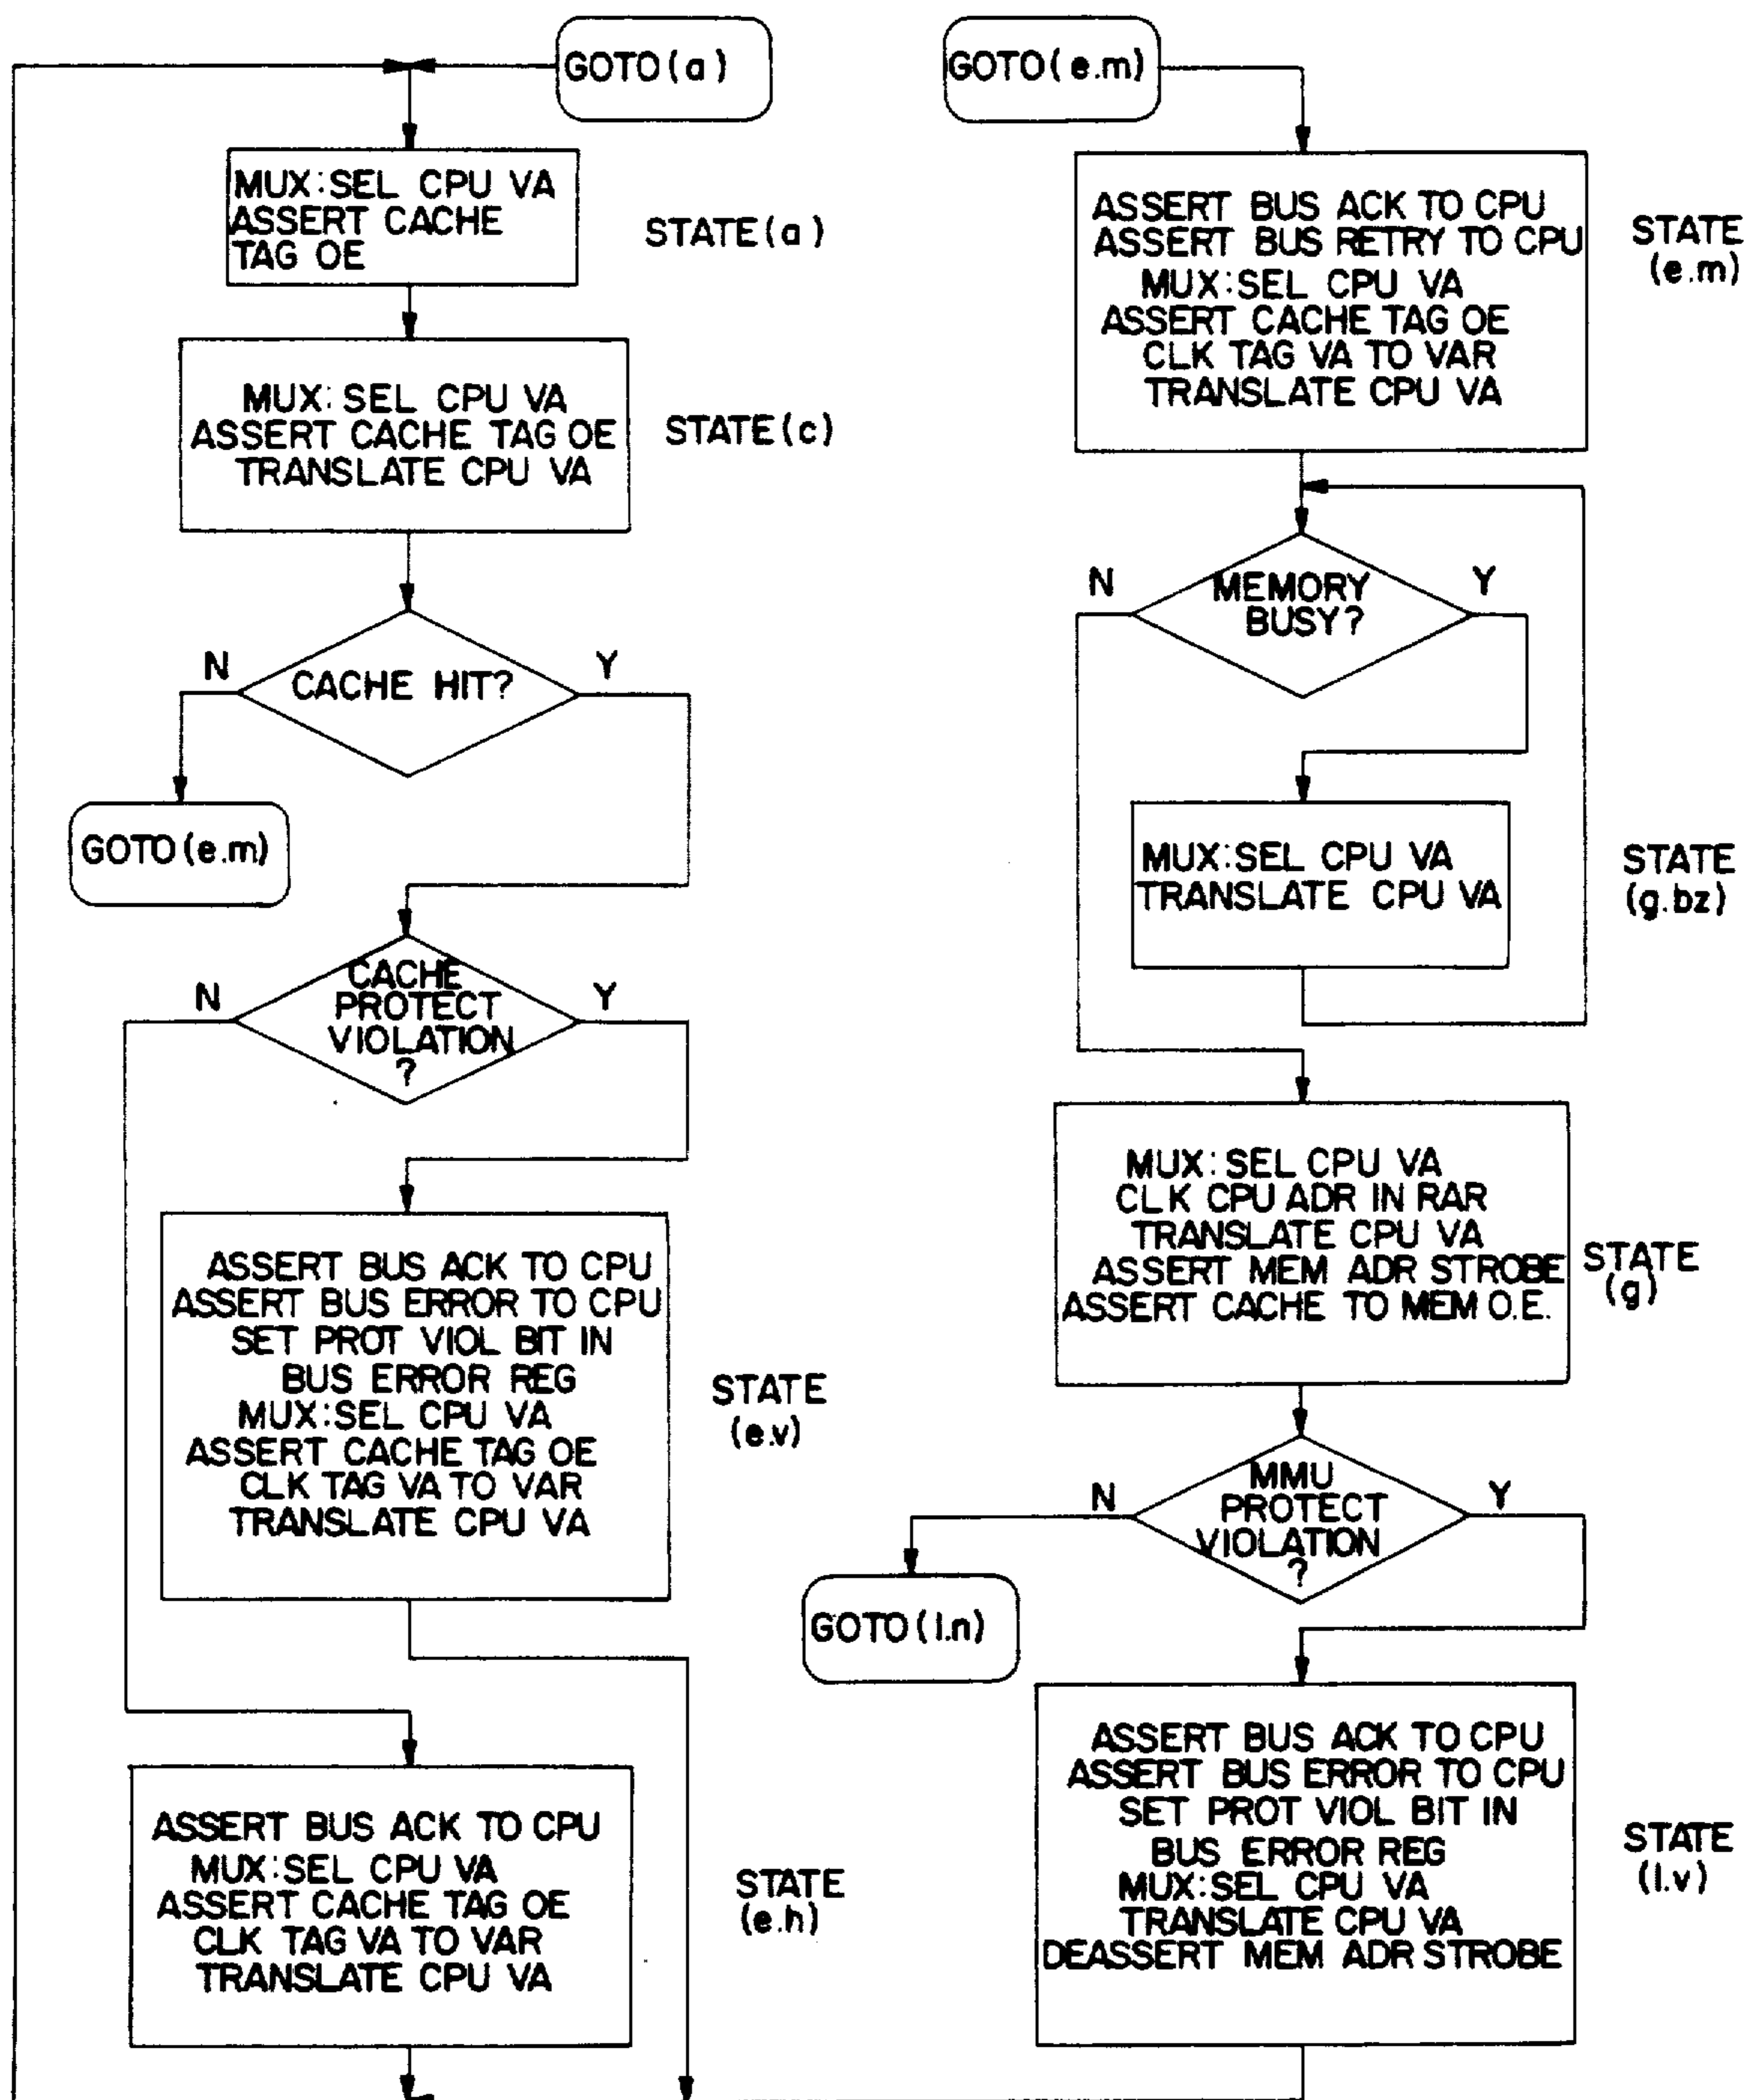 GOTO(a)
MUX:SEL CPU VA
ASSERT CACHE
TAG OE
STATE(a)
MUX: SEL CPU VA
ASSERT CACHE TAG OE
TRANSLATE CPU VA
STATE(c)
CACHE HIT?
N
Y
GOTO(e.m)
CACHE
PROTECT
VIOLATION
?
N
Y
ASSERT BUS ACK TO CPU
ASSERT BUS ERROR TO CPU
SET PROT VIOL BIT IN
BUS ERROR REG
MUX:SEL CPU VA
ASSERT CACHE TAG OE
CLK TAG VA TO VAR
TRANSLATE CPU VA
STATE
(e.v)
ASSERT BUS ACK TO CPU
MUX:SEL CPU VA
ASSERT CACHE TAG OE
CLK TAG VA TO VAR
TRANSLATE CPU VA
STATE
(e.h)
GOTO(e.m)
ASSERT BUS ACK TO CPU
ASSERT BUS RETRY TO CPU
MUX:SEL CPU VA
ASSERT CACHE TAG OE
CLK TAG VA TO VAR
TRANSLATE CPU VA
STATE
(e.m)
N
Y
MEMORY
BUSY?
MUX:SEL CPU VA
TRANSLATE CPU VA
STATE
(g.bz)
MUX:SEL CPU VA
CLK CPU ADR IN RAR
TRANSLATE CPU VA
ASSERT MEM ADR STROBE
ASSERT CACHE TO MEM O.E.
STATE
(g)
MMU
PROTECT
VIOLATION
?
N
Y
GOTO(l.n)
ASSERT BUS ACK TO CPU
ASSERT BUS ERROR TO CPU
SET PROT VIOL BIT IN
BUS ERROR REG
MUX:SEL CPU VA
TRANSLATE CPU VA
DEASSERT MEM ADR STROBE
STATE
(l.v)